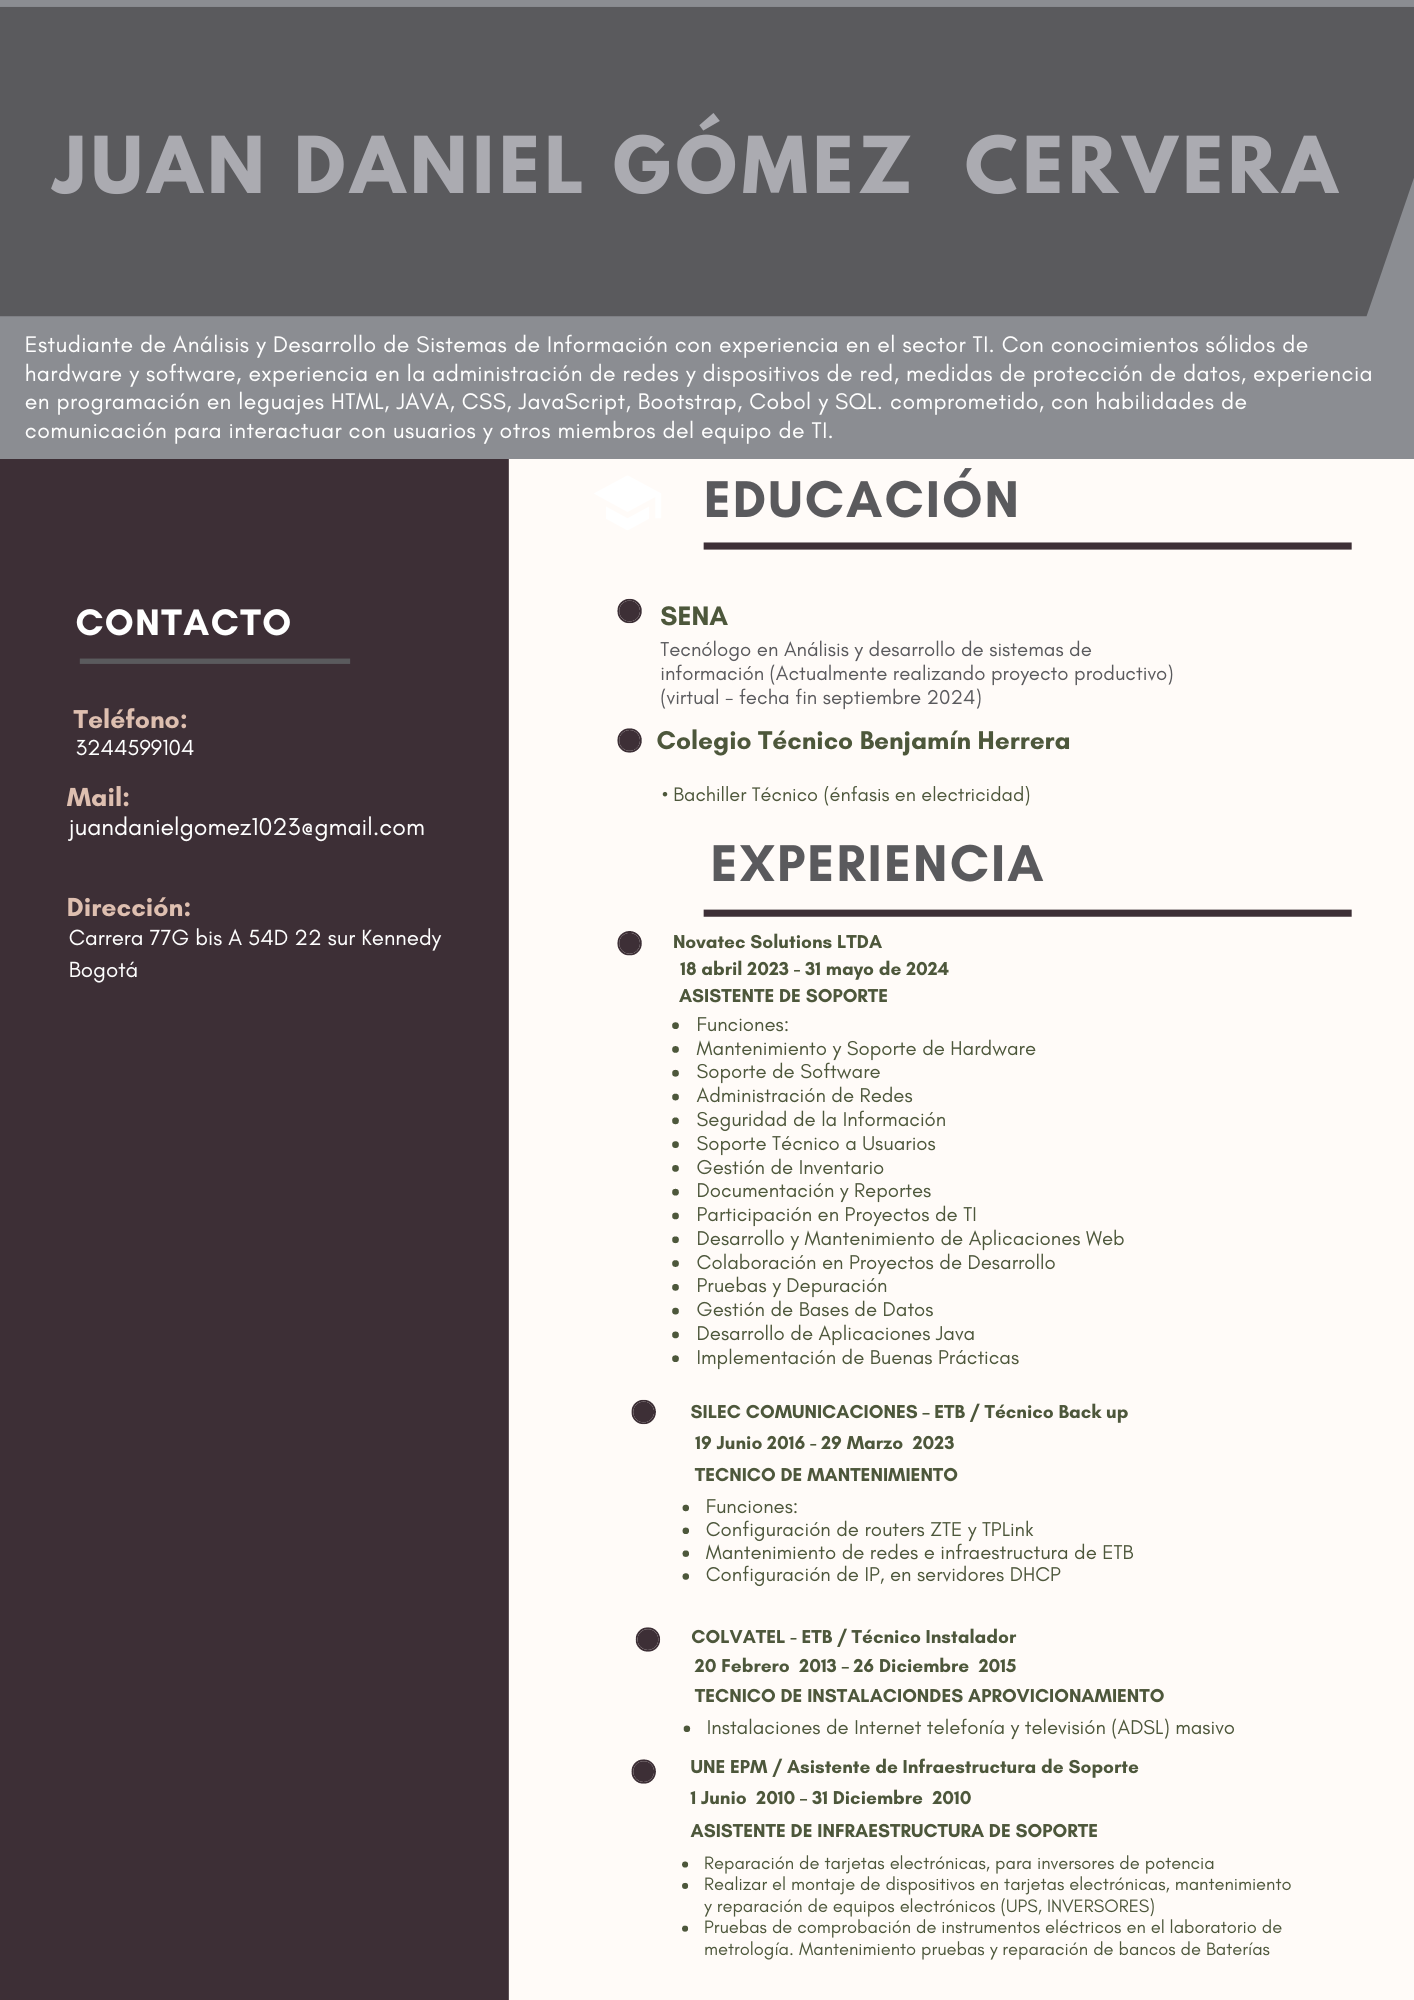 JUAN DANIEL GÓMEZ  CERVERA
Estudiante de Análisis y Desarrollo de Sistemas de Información con experiencia en el sector TI. Con conocimientos sólidos de
hardware y software, experiencia en la administración de redes y dispositivos de red, medidas de protección de datos, experiencia
en programación en leguajes HTML, JAVA, CSS, JavaScript, Bootstrap, Cobol y SQL. comprometido, con habilidades de
comunicación para interactuar con usuarios y otros miembros del equipo de TI.
CONTACTO
Teléfono:
3244599104
Mail:
juandanielgomez1023@gmail.com
Dirección:
Carrera 77G bis A 54D 22 sur Kennedy
Bogotá
EDUCACIÓN
SENA
Tecnólogo en Análisis y desarrollo de sistemas de
información (Actualmente realizando proyecto productivo)
(virtual - fecha fin septiembre 2024)
Colegio Técnico Benjamín Herrera
• Bachiller Técnico (énfasis en electricidad)
EXPERIENCIA
Novatec Solutions LTDA
18 abril 2023 - 31 mayo de 2024
ASISTENTE DE SOPORTE
• Funciones:
• Mantenimiento y Soporte de Hardware
• Soporte de Software
• Administración de Redes
• Seguridad de la Información
• Soporte Técnico a Usuarios
• Gestión de Inventario
• Documentación y Reportes
• Participación en Proyectos de TI
• Desarrollo y Mantenimiento de Aplicaciones Web
• Colaboración en Proyectos de Desarrollo
• Pruebas y Depuración
• Gestión de Bases de Datos
• Desarrollo de Aplicaciones Java
• Implementación de Buenas Prácticas
SILEC COMUNICACIONES – ETB / Técnico Back up
19 Junio 2016 - 29 Marzo  2023
TECNICO DE MANTENIMIENTO
• Funciones:
• Configuración de routers ZTE y TPLink
• Mantenimiento de redes e infraestructura de ETB
• Configuración de IP, en servidores DHCP
COLVATEL - ETB / Técnico Instalador
20 Febrero  2013 – 26 Diciembre  2015
TECNICO DE INSTALACIONDES APROVICIONAMIENTO
• Instalaciones de Internet telefonía y televisión (ADSL) masivo
UNE EPM / Asistente de Infraestructura de Soporte
1 Junio  2010 – 31 Diciembre  2010
ASISTENTE DE INFRAESTRUCTURA DE SOPORTE
• Reparación de tarjetas electrónicas, para inversores de potencia
• Realizar el montaje de dispositivos en tarjetas electrónicas, mantenimiento
y reparación de equipos electrónicos (UPS, INVERSORES)
• Pruebas de comprobación de instrumentos eléctricos en el laboratorio de
metrología. Mantenimiento pruebas y reparación de bancos de Baterías